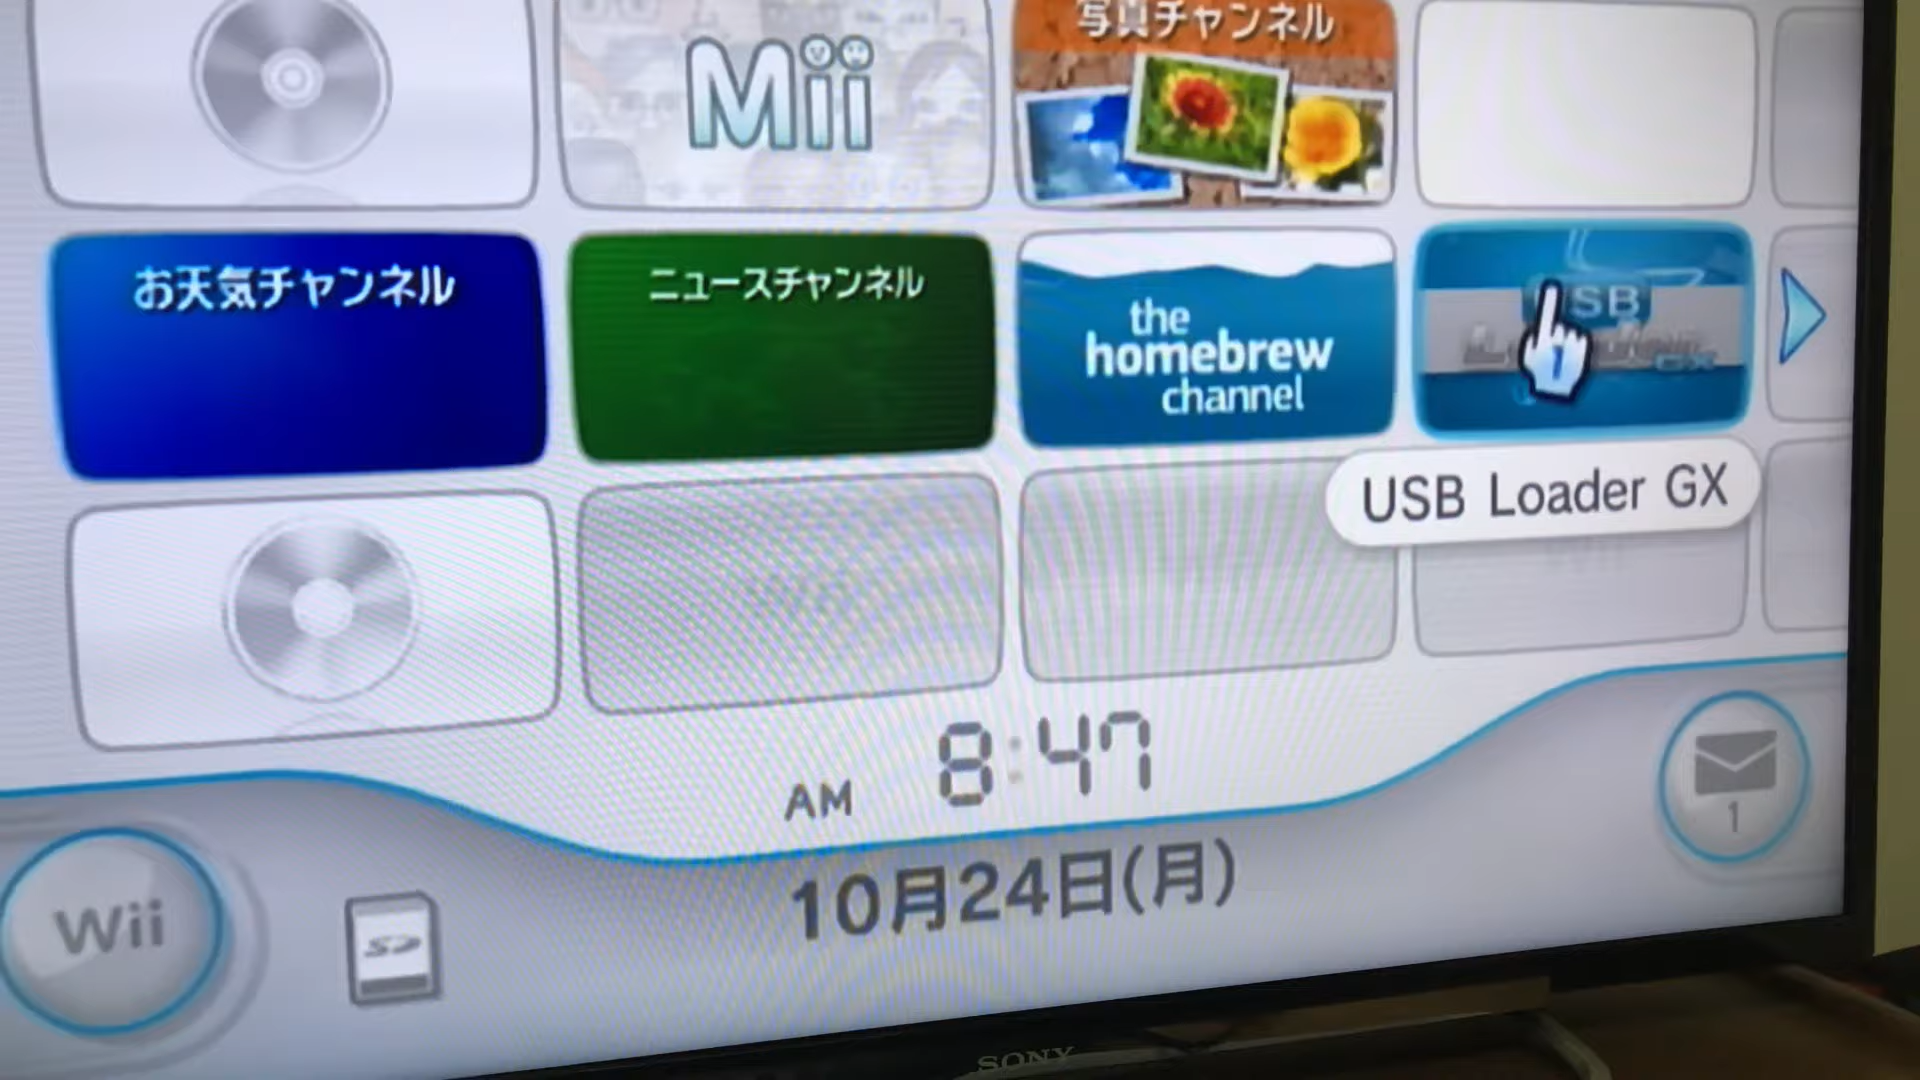 Mii
写真チャンネル
お天気チャンネル
ニュースチャンネル
the
homebrew
channel
USB
GX
1
USB Loader GX
AM 8:47
10月24日(月)
Wii
SD
1
SONY